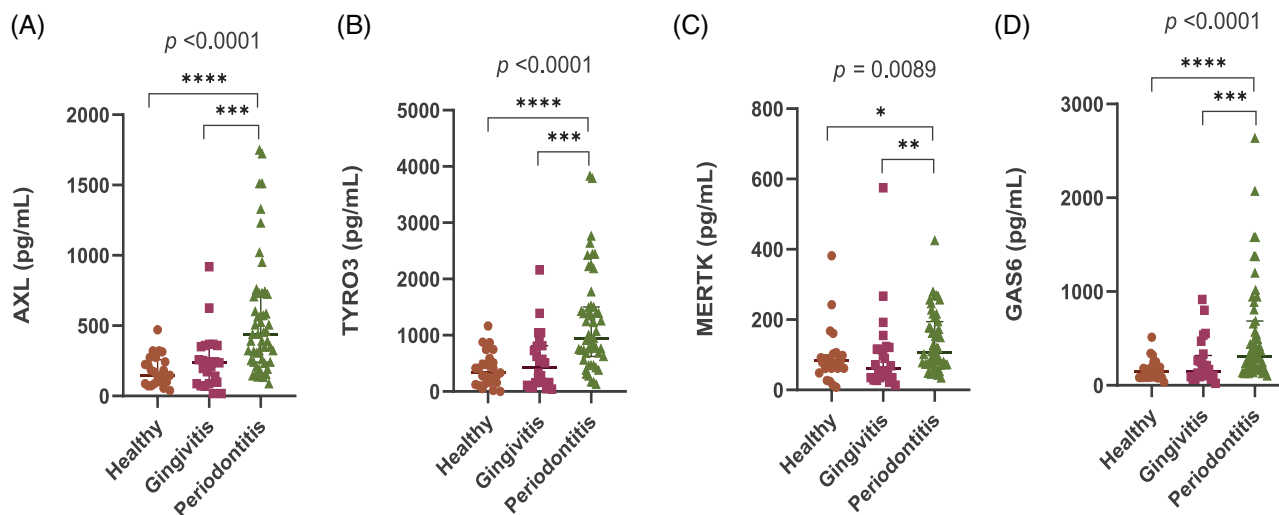 (A)
p <0.0001
****
***
AXL (pg/mL)
2000
1500
1000
500
0
Healthy
Gingivitis
Periodontitis
(B)
p <0.0001
****
***
TYRO3 (pg/mL)
5000
4000
3000
2000
1000
0
Healthy
Gingivitis
Periodontitis
(C)
p = 0.0089
*
**
MERTK (pg/mL)
800
600
400
200
0
Healthy
Gingivitis
Periodontitis
(D)
p <0.0001
****
***
GAS6 (pg/mL)
3000
2000
1000
0
Healthy
Gingivitis
Periodontitis